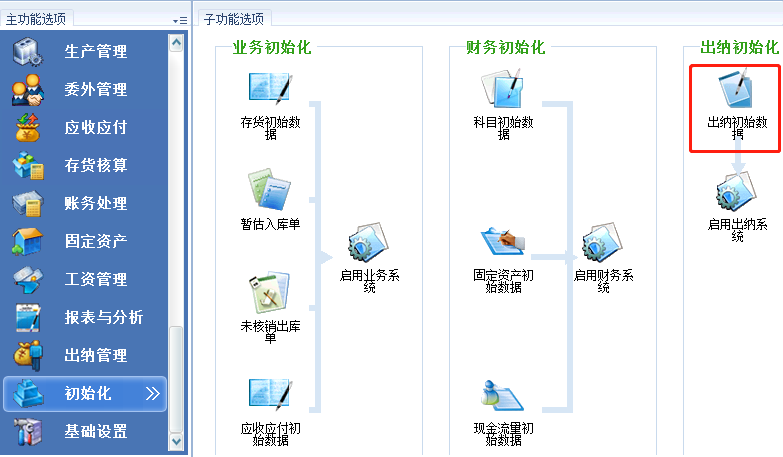 主功能选项
子功能选项
生产管理
委外管理
应收应付
存货核算
账务处理
固定资产
工资管理
报表与分析
出纳管理
初始化
基础设置
业务初始化
存货初始数
据
暂估入库单
未核销出库
单
应收应付初
始数据
启用业务系
统
财务初始化
科目初始数
据
固定资产初
始数据
现金流量初
始数据
启用财务系
统
出纳初始化
出纳初始数
据
启用出纳系
统